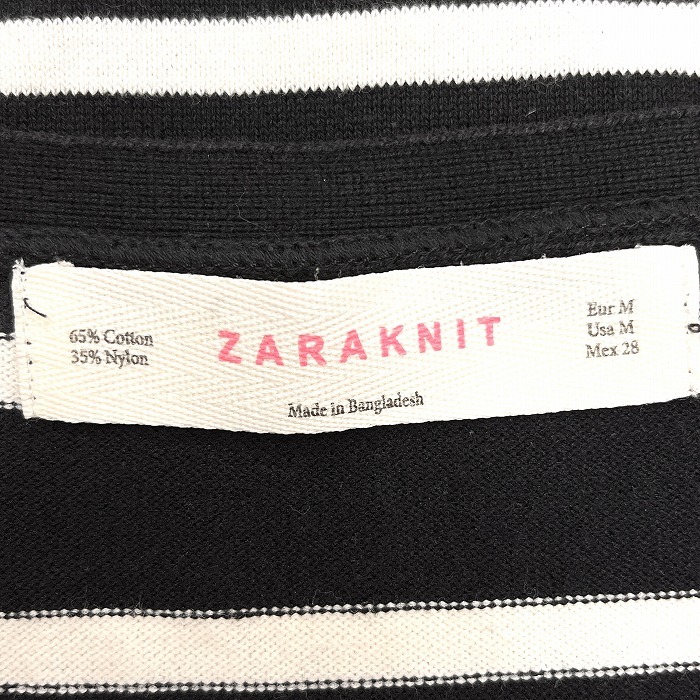 65% Cotton
35% Nylon
ZARAKNIT
Eur M
Usa M
Mex 28
Made in Bangladesh